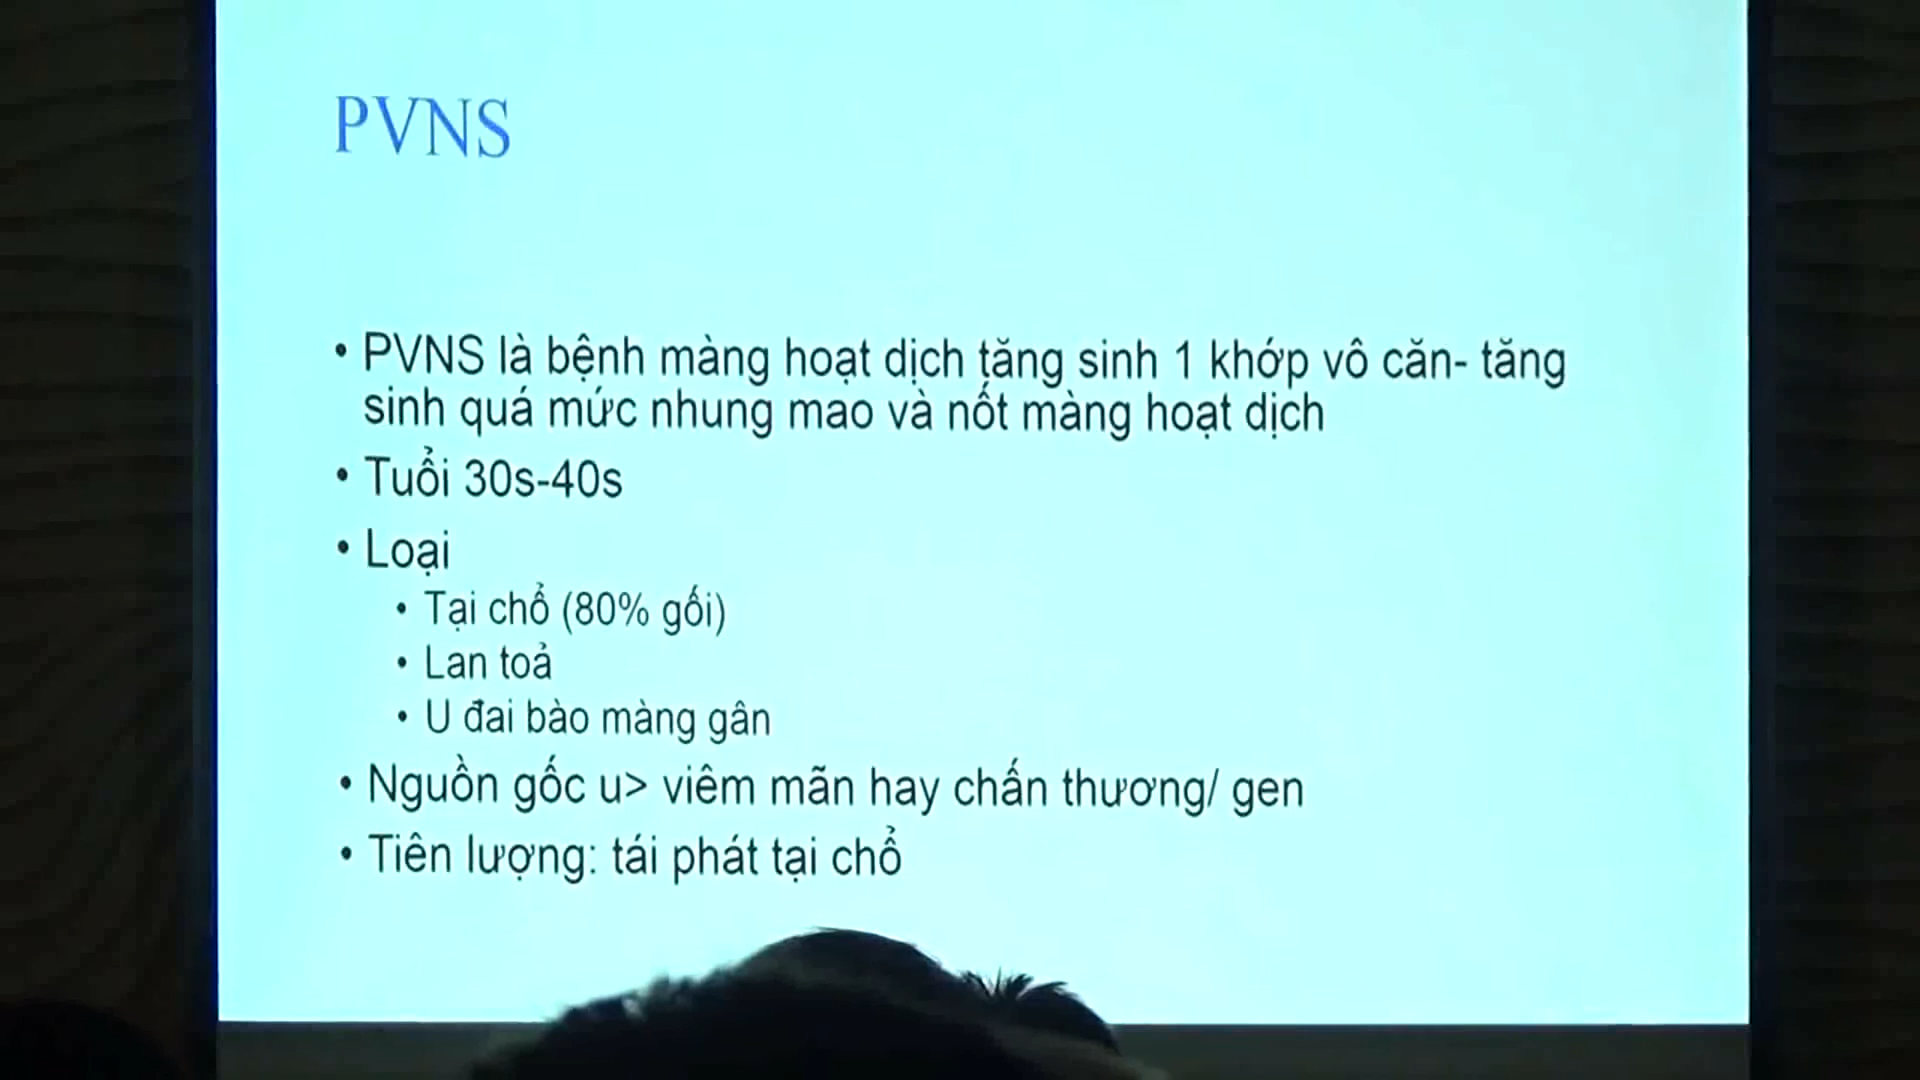 PVNS
• PVNS là bệnh màng hoạt dịch tăng sinh 1 khớp vô căn- tăng
sinh quá mức nhung mao và nốt màng hoạt dịch
• Tuổi 30s-40s
• Loại
• Tại chổ (80% gối)
• Lan toả
• U đai bào màng gân
• Nguồn gốc u> viêm mãn hay chấn thương/ gen
• Tiên lượng: tái phát tại chổ